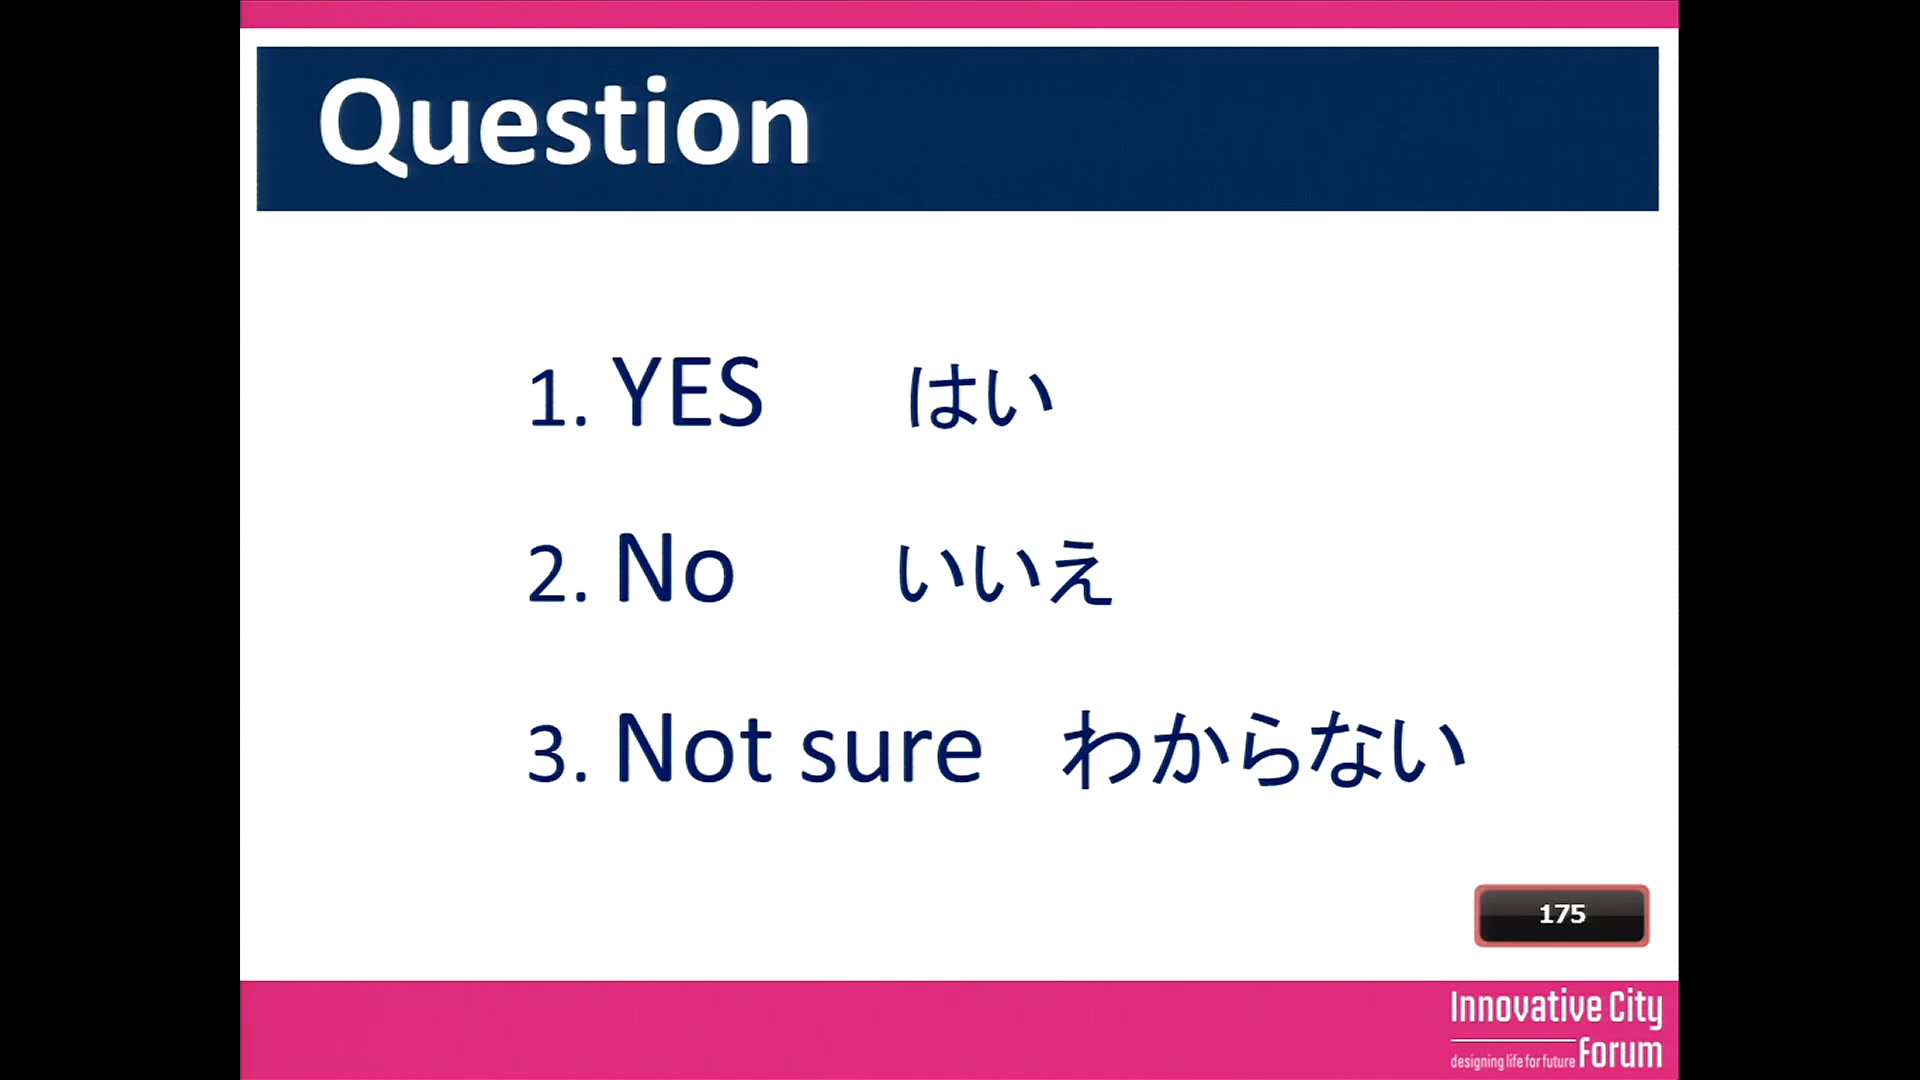 Question
1. YES はい
2. No いいえ
3. Not sure わからない
175
Innovative City
designing life for future Forum